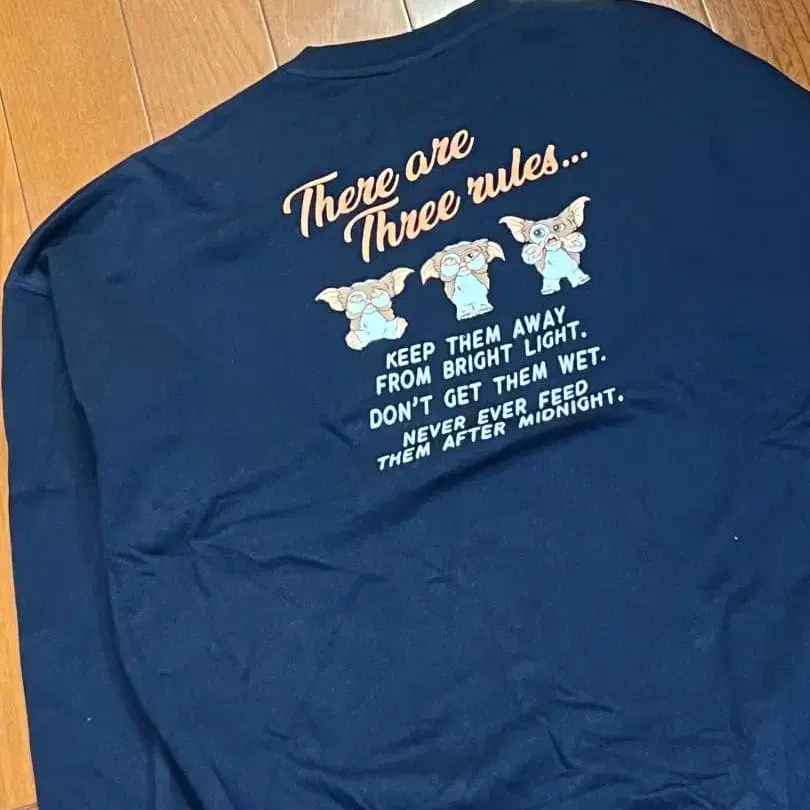 There are
Three rules...
KEEP THEM AWAY
FROM BRIGHT LIGHT.
DON'T GET THEM WET.
NEVER EVER FEED
THEM AFTER MIDNIGHT.